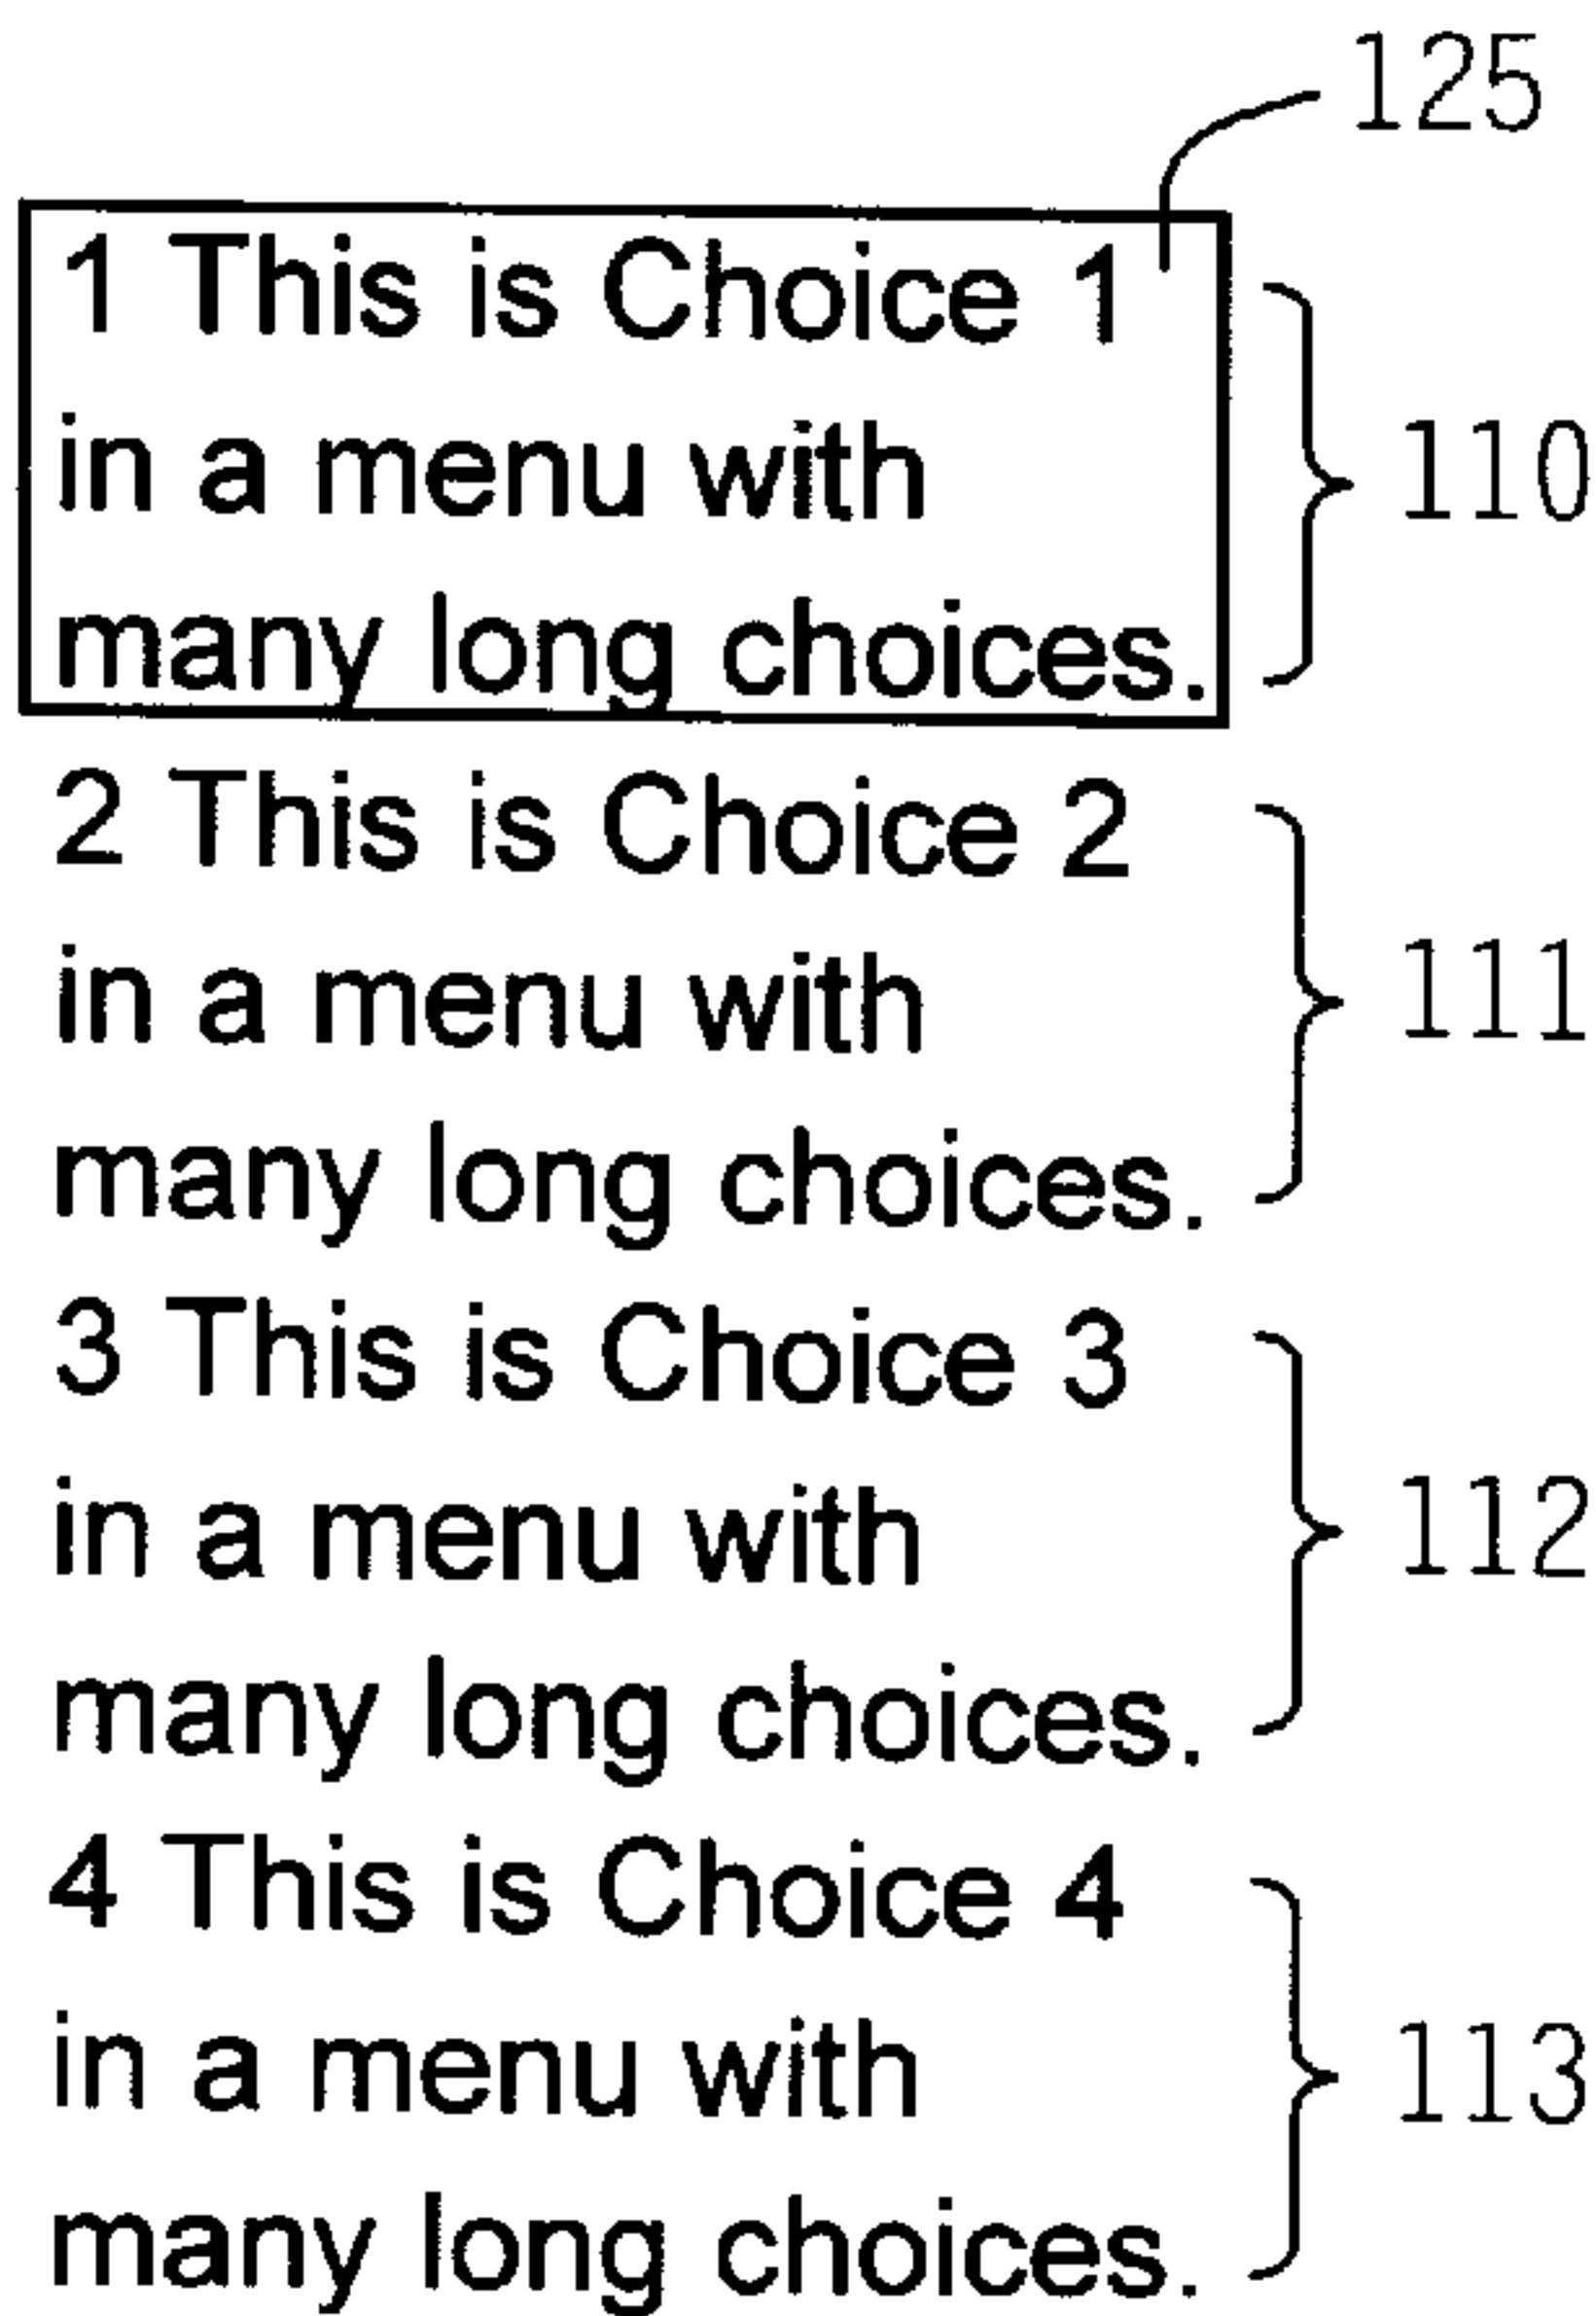 125
1 This is Choice 1
in a menu with
many long choices.
110
2 This is Choice 2
in a menu with
many long choices.
111
3 This is Choice 3
in a menu with
many long choices.
112
4 This is Choice 4
in a menu with
many long choices.
113